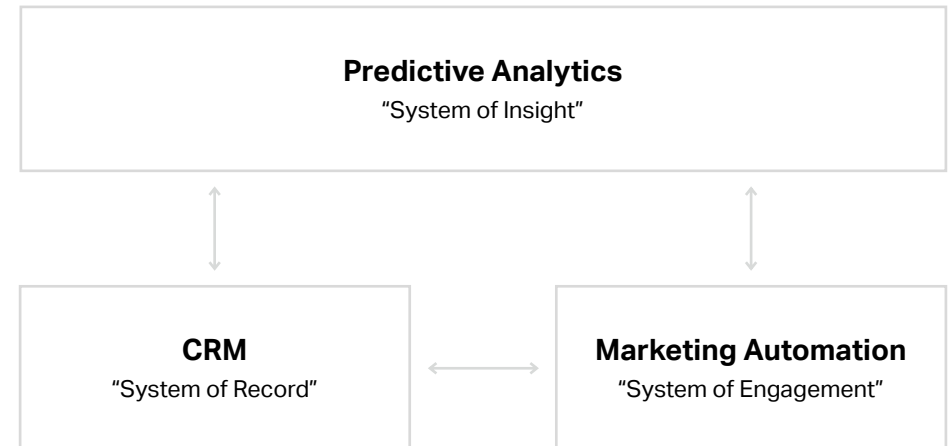 Predictive Analytics
“System of Insight”
CRM
“System of Record”
Marketing Automation
“System of Engagement”